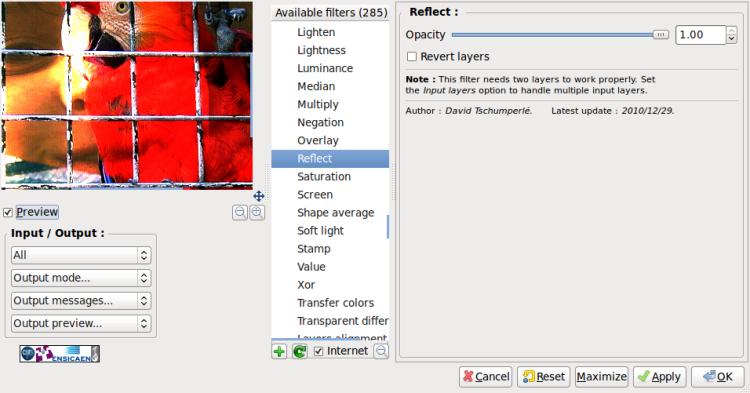 Preview
Input / Output :
All
Output mode...
Output messages...
Output preview...
ENSICAEN
Available filters (285)
Lighten
Lightness
Luminance
Median
Multiply
Negation
Overlay
Reflect
Saturation
Screen
Shape average
Soft light
Stamp
Value
Xor
Transfer colors
Transparent differ
Layers alignment
Internet
Reflect :
Opacity 1.00
Revert layers
Note : This filter needs two layers to work properly. Set
the Input layers option to handle multiple input layers.
Author : David Tschumperlé. Latest update : 2010/12/29.
Cancel Reset Maximize Apply OK